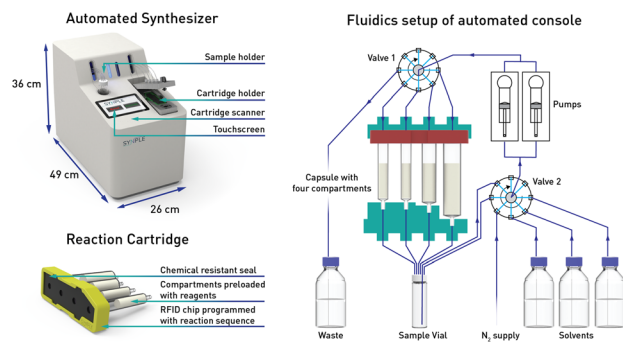 Automated Synthesizer
Sample holder
Cartridge holder
Cartridge scanner
Touchscreen
36 cm
49 cm
26 cm
SYNPLE
SYNPLE
Reaction Cartridge
Chemical resistant seal
Compartments preloaded
with reagents
RFID chip programmed
with reaction sequence
Fluidics setup of automated console
Valve 1
Pumps
Capsule with
four compartments
Valve 2
Waste
Sample Vial
N₂ supply
Solvents